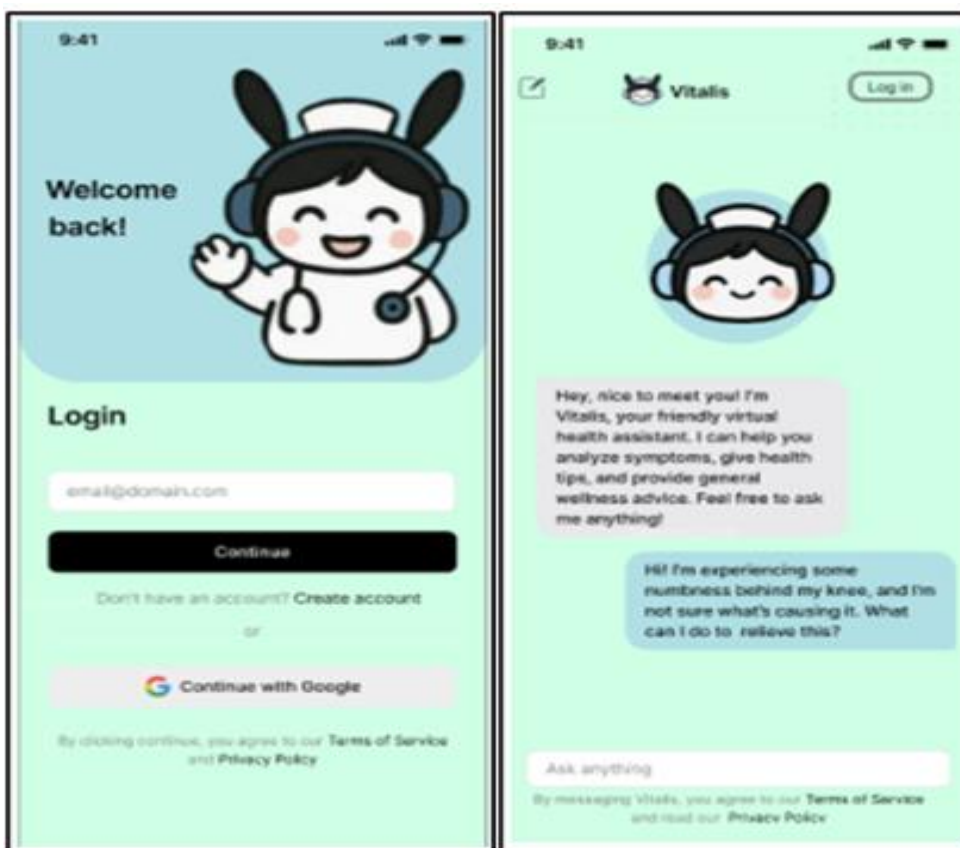 9:41
Welcome
back!
Login
email@domain.com
Continue
Don't have an account? Create account
or
Continue with Google
By clicking continue, you agree to our Terms of Service
and Privacy Policy
9:41
Vitalis
Log in
Hey, nice to meet you! I'm
Vitalis, your friendly virtual
health assistant. I can help you
analyze symptoms, give health
tips, and provide general
wellness advice. Feel free to ask
me anything!
Hi! I'm experiencing some
numbness behind my knee, and I'm
not sure what's causing it. What
can I do to relieve this?
Ask anything
By messaging Vitalis, you agree to our Terms of Service
and read our Privacy Policy